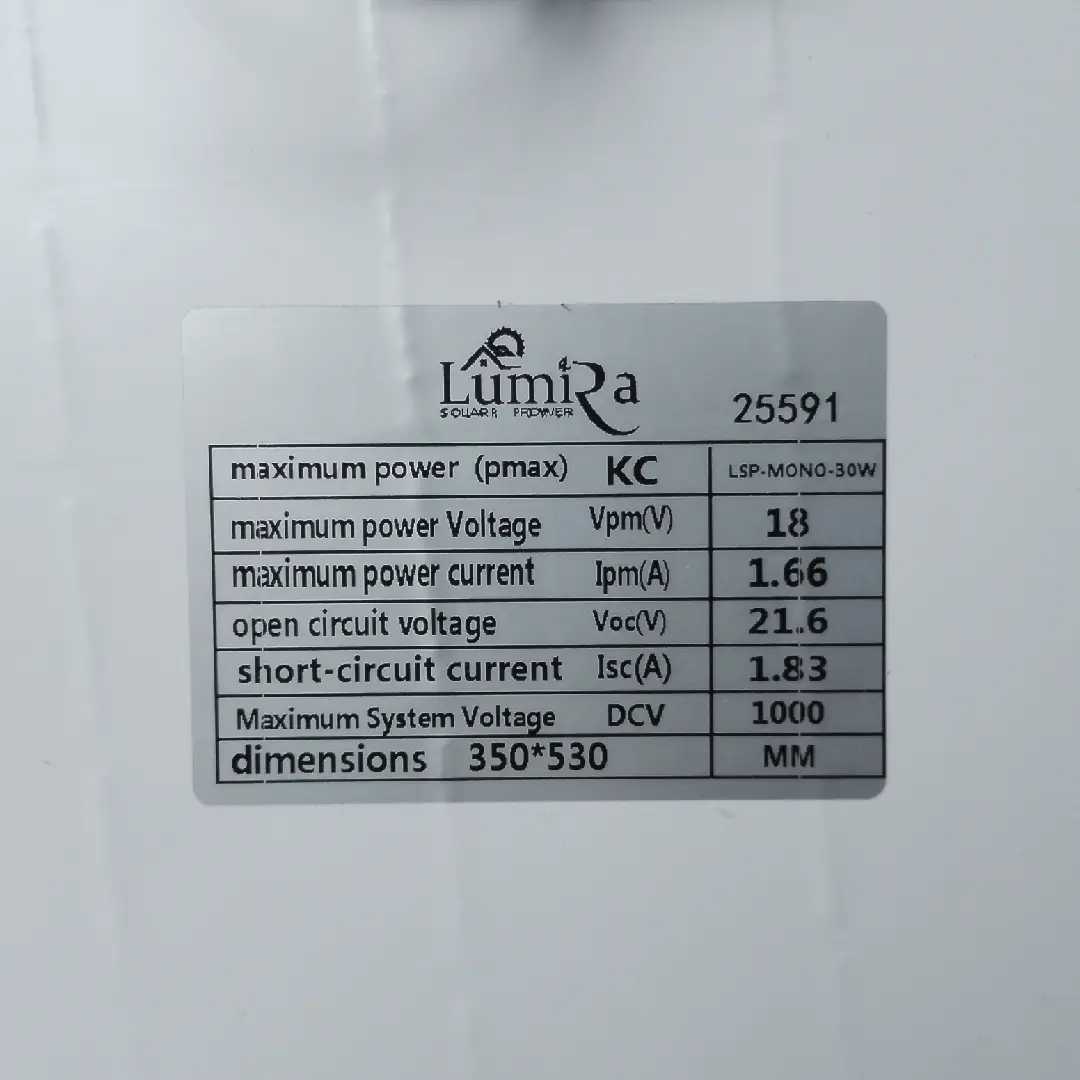 LumiRa
SOLARR PROWER
25591
maximum power (pmax) KC LSP-MONO-30W
maximum power Voltage Vpm(V) 18
maximum power current Ipm(A) 1.66
open circuit voltage Voc(V) 21.6
short-circuit current Isc(A) 1.83
Maximum System Voltage DCV 1000
dimensions 350*530 MM